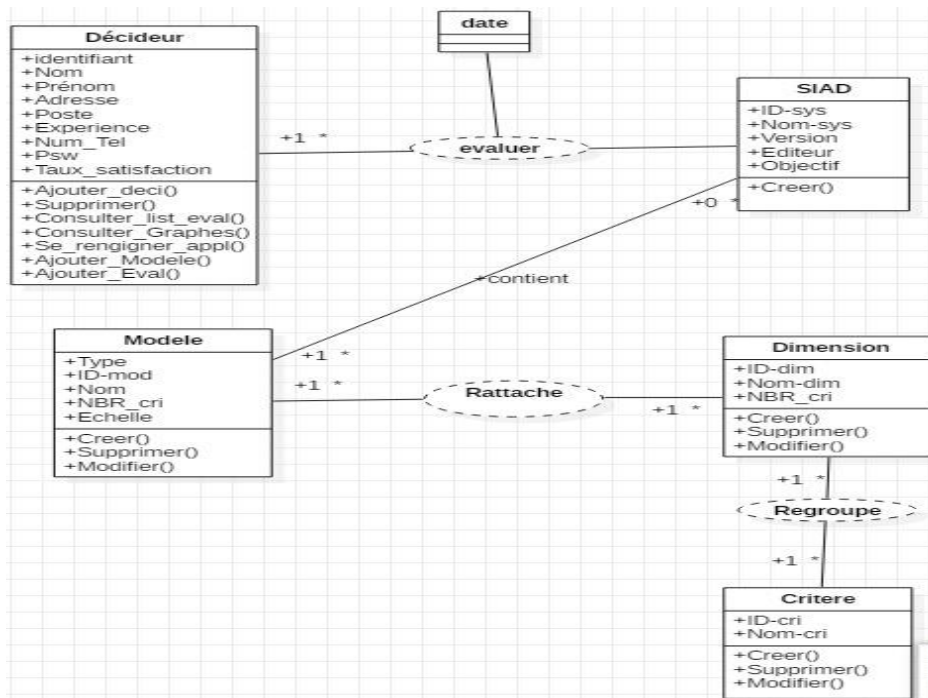 Décideur
+identifiant
+Nom
+Prénom
+Adresse
+Poste
+Experience
+Num_Tel
+Psw
+Taux_satisfaction
+Ajouter_deci()
+Supprimer()
+Consulter_list_eval()
+Consulter_Graphes()
+Se_rengigner_appl()
+Ajouter_Modele()
+Ajouter_Eval()
date
+1 *
evaluer
SIAD
+ID-sys
+Nom-sys
+Version
+Editeur
+Objectif
+Creer()
+0 *
+contient
+1 *
Modele
+Type
+ID-mod
+Nom
+NBR_cri
+Echelle
+Creer()
+Supprimer()
+Modifier()
+1 *
Rattache
+1 *
Dimension
+ID-dim
+Nom-dim
+NBR_cri
+Creer()
+Supprimer()
+Modifier()
+1 *
Regroupe
+1 *
Critere
+ID-cri
+Nom-cri
+Creer()
+Supprimer()
+Modifier()